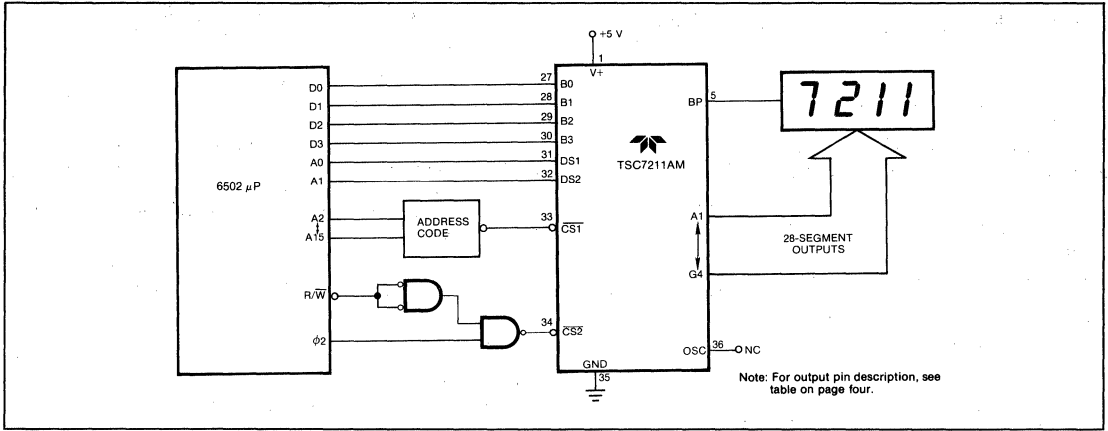 +5 V
1
V+
6502 µP
D0
D1
D2
D3
A0
A1
A2
A15
R/W̅
ϕ2
ADDRESS
CODE
27
28
29
30
31
32
33
34
B0
B1
B2
B3
DS1
DS2
C̅S̅1̅
C̅S̅2̅
TSC7211AM
BP
5
7211
A1
G4
28-SEGMENT
OUTPUTS
OSC
36
NC
GND
35
Note: For output pin description, see
table on page four.